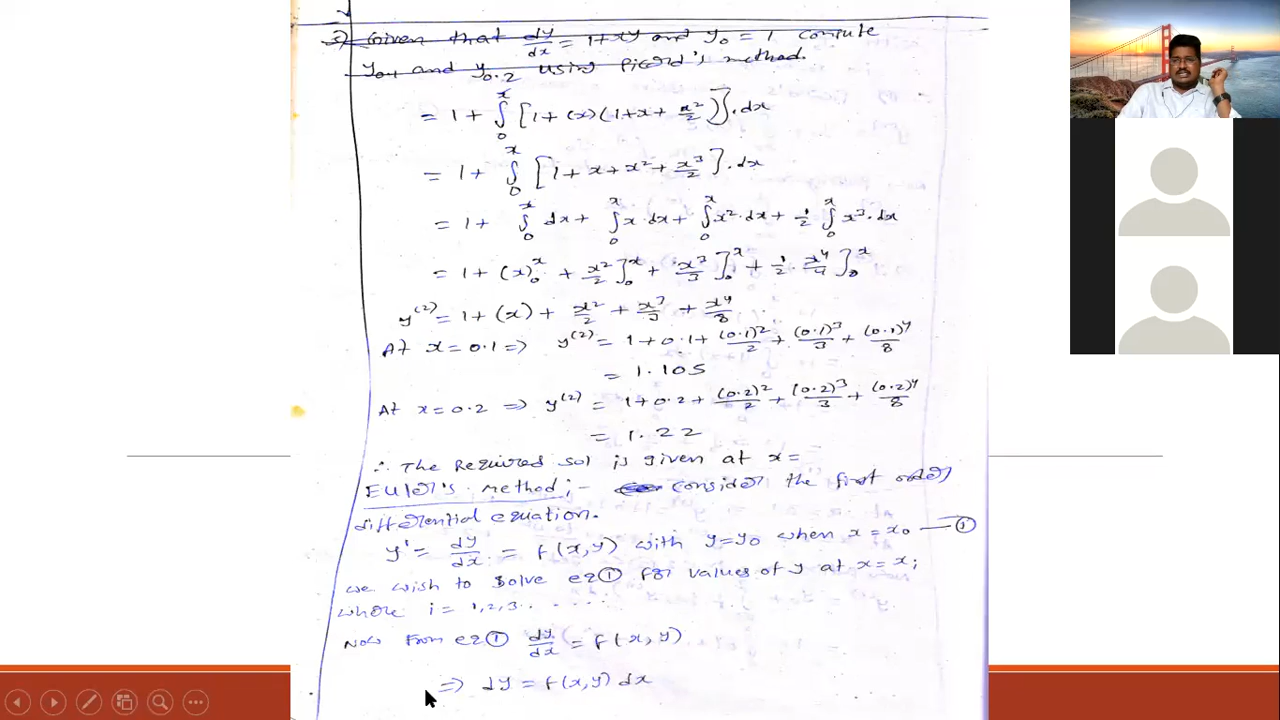 3) Given that dy/dx = 1+xy and y₀ = 1 compute
y₀.₁ and y₀.₂ using Picard's method.
= 1 + ∫₀ˣ [1 + (x)(1+x+ x²/2)].dx
= 1 + ∫₀ˣ [1 + x + x² + x³/2].dx
= 1 + ∫₀ˣ dx + ∫₀ˣ x.dx + ∫₀ˣ x².dx + 1/2 ∫₀ˣ x³.dx
= 1 + (x)₀ˣ + x²/2]₀ˣ + x³/3]₀ˣ + 1/2 . x⁴/4]₀ˣ
y⁽²⁾ = 1 + (x) + x²/2 + x³/3 + x⁴/8
At x = 0.1 => y⁽²⁾ = 1 + 0.1 + (0.1)²/2 + (0.1)³/3 + (0.1)⁴/8
= 1.105
At x = 0.2 => y⁽²⁾ = 1 + 0.2 + (0.2)²/2 + (0.2)³/3 + (0.2)⁴/8
= 1.22
∴ The Required sol is given at x =
EUler's method:- consider the first order
differential equation.
y' = dy/dx = f(x,y) with y=y₀ when x = x₀ — ①
we wish to solve eq① for values of y at x = xᵢ
where i = 1,2,3.. .....
Now From eq① dy/dx = f(x,y)
=> dy = f(x,y) dx